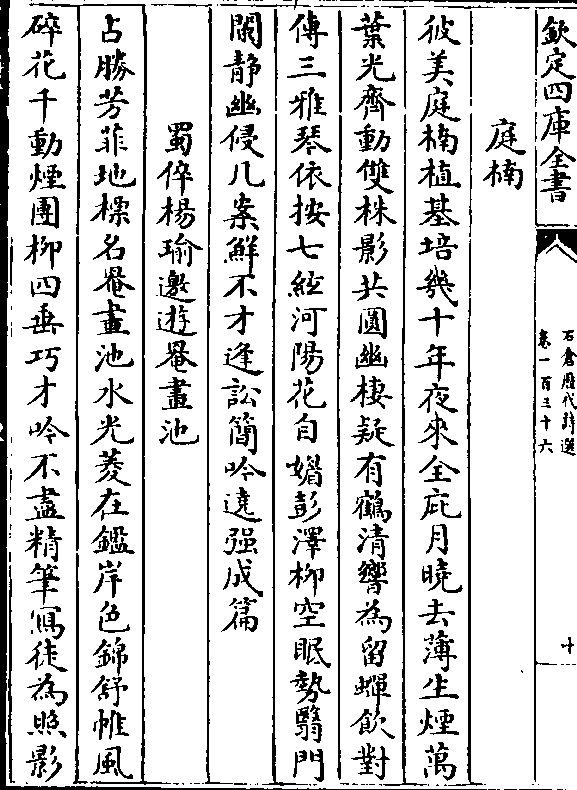 欽定四庫全書
石倉歷代詩選
卷一百三十六
十
庭楠
彼美庭楠植基培幾十年夜來全庇月曉去薄生煙萬
葉光齊動雙株影共圓幽棲疑有鶴清響為留蟬飲對
傳三雅琴依按七絃河陽花自媚彭澤柳空眠勢翳門
闌靜幽侵几案鮮不才逢訟簡吟遶强成篇
蜀倅楊瑜邀遊罨畫池
占勝芳菲地標名罨畫池水光菱在鑑岸色錦舒帷風
碎花千動煙團柳四垂巧才吟不盡精筆寫徒為照影